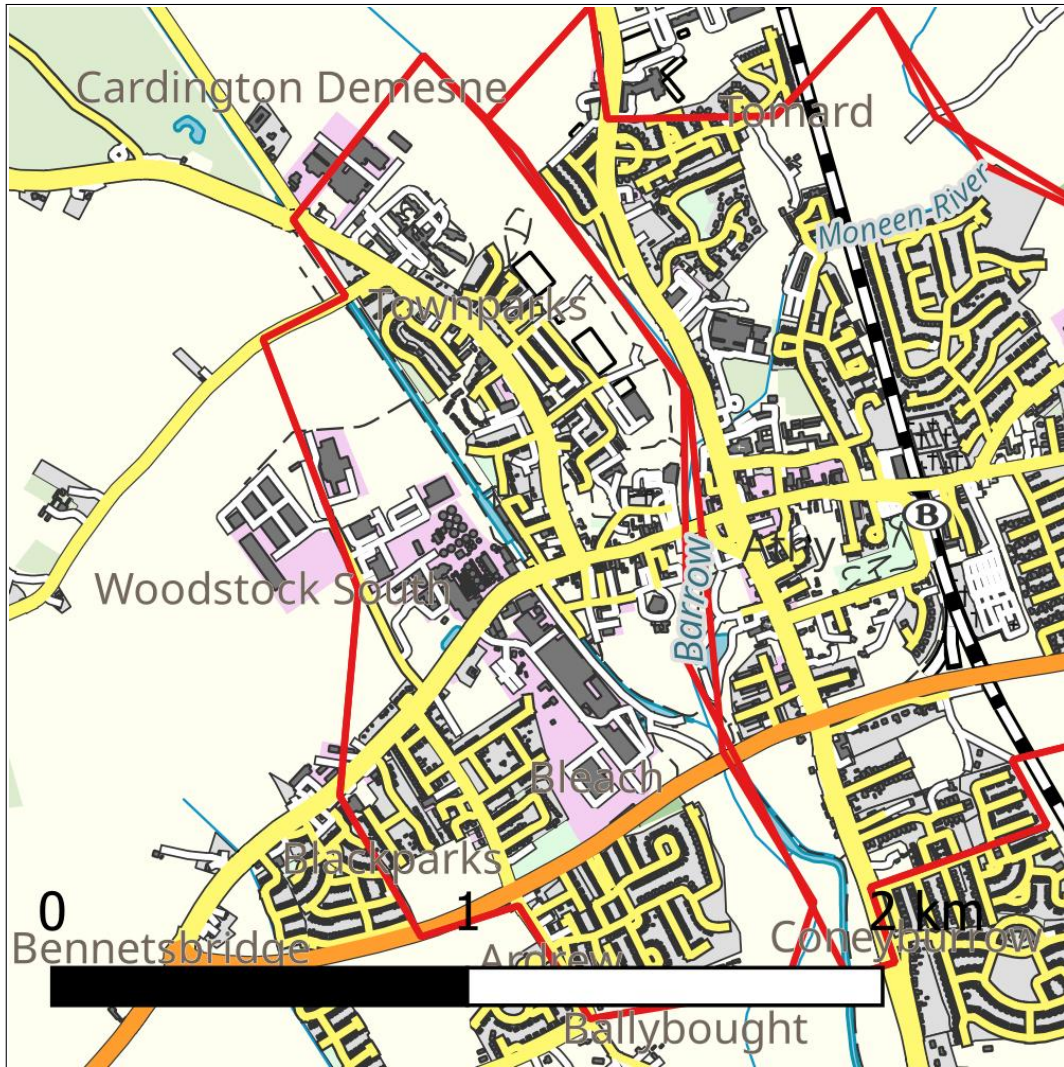 Cardington Demesne
Tomard
Moneen-River
Townparks
B
Athy
Barrow
Woodstock South
Bleach
Blackparks
0
1
2 km
Bennetsbridge
Ardrew
Coneyburrow
Ballybought